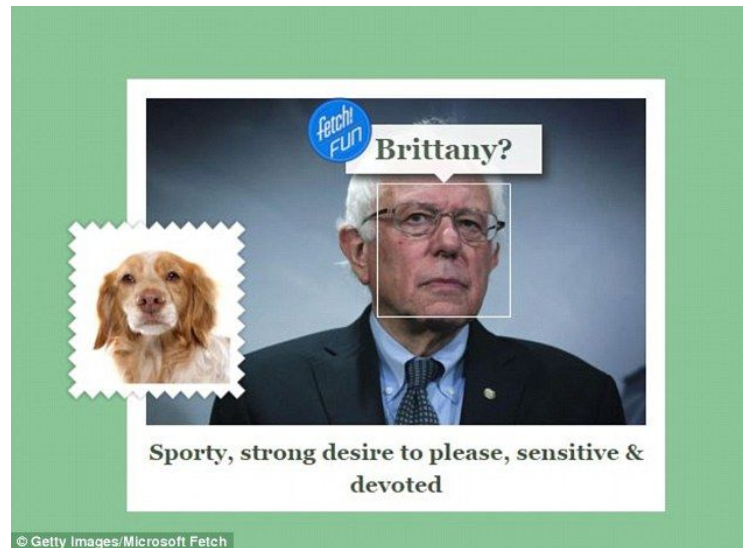 fetch!
FUN
Brittany?
Sporty, strong desire to please, sensitive &
devoted
© Getty Images/Microsoft Fetch